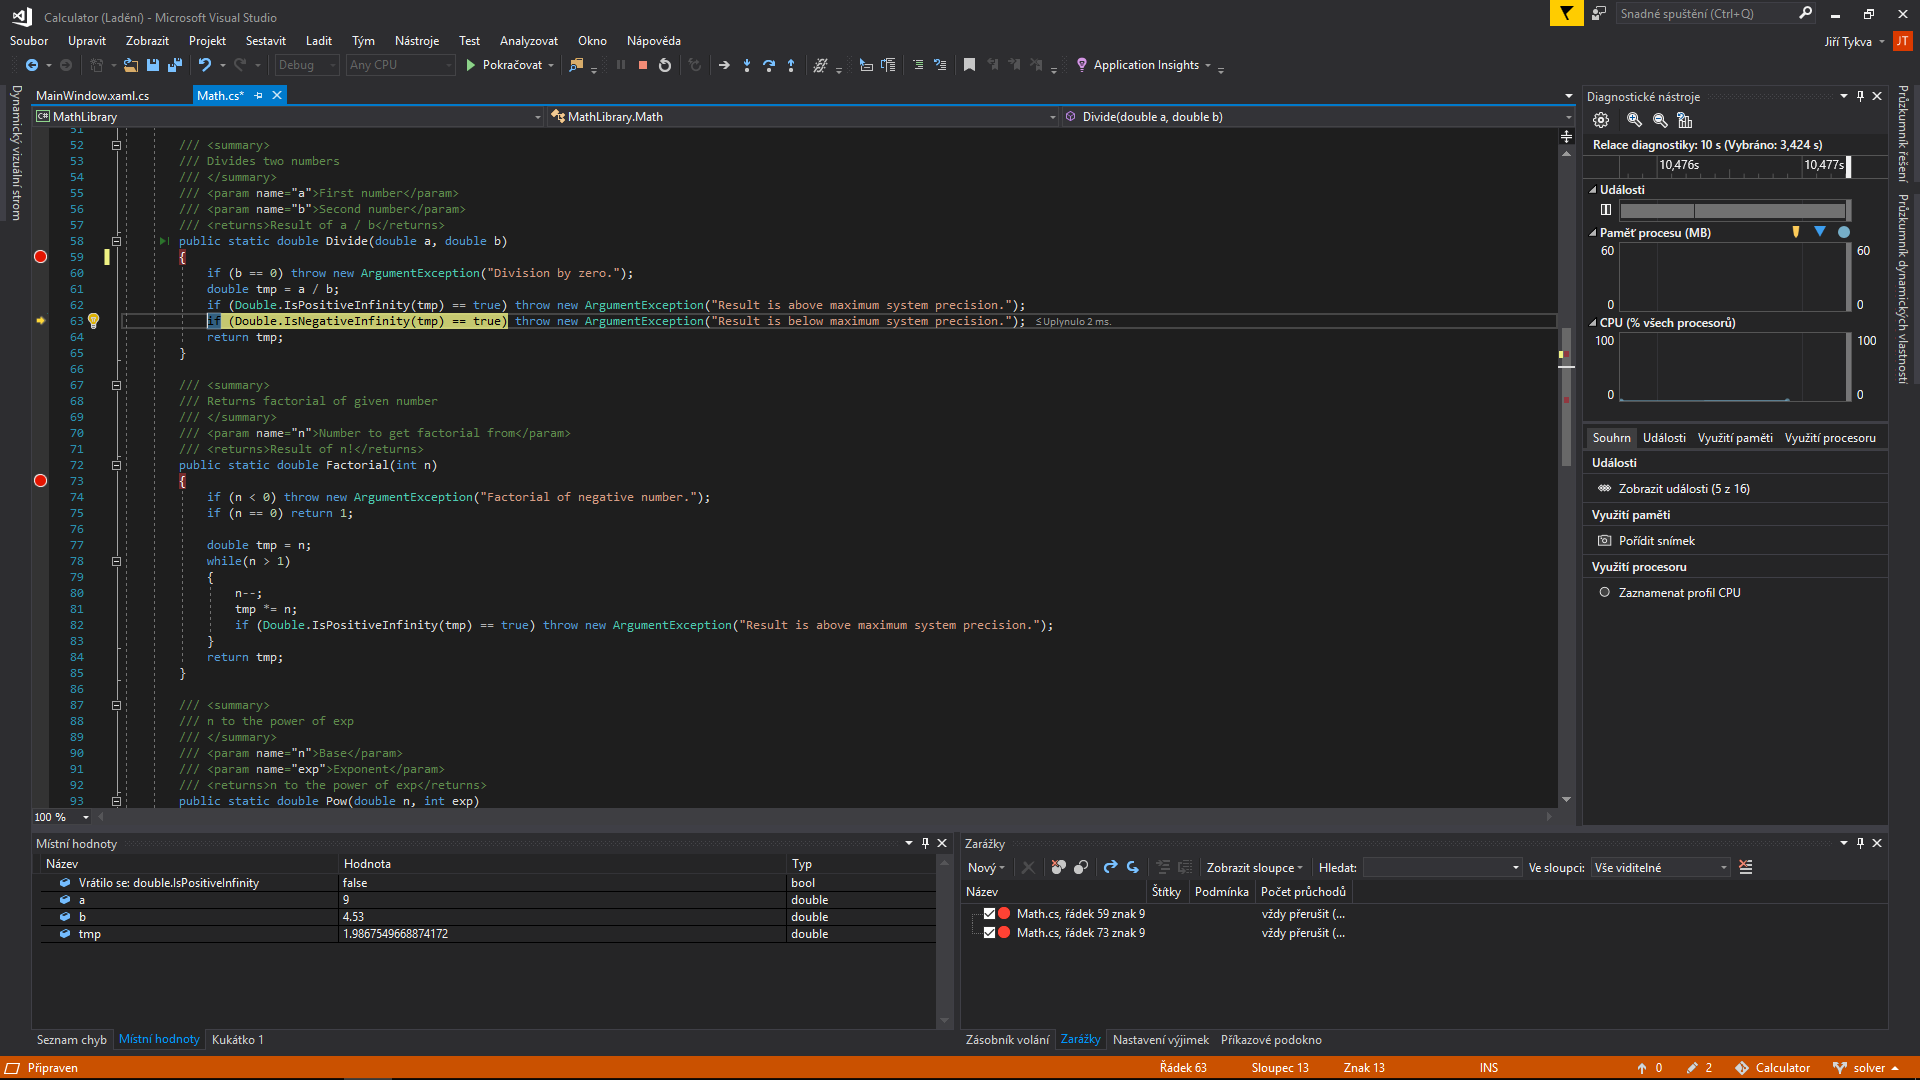 Calculator (Ladění) - Microsoft Visual Studio
Snadné spuštění (Ctrl+Q)
Soubor Upravit Zobrazit Projekt Sestavit Ladit Tým Nástroje Test Analyzovat Okno Nápověda
Jiří Tykva JT
Debug Any CPU Pokračovat Application Insights
Dynamický vizuální strom
MainWindow.xaml.cs Math.cs*
MathLibrary MathLibrary.Math Divide(double a, double b)
51
52 /// <summary>
53 /// Divides two numbers
54 /// </summary>
55 /// <param name="a">First number</param>
56 /// <param name="b">Second number</param>
57 /// <returns>Result of a / b</returns>
58 public static double Divide(double a, double b)
59 {
60 if (b == 0) throw new ArgumentException("Division by zero.");
61 double tmp = a / b;
62 if (Double.IsPositiveInfinity(tmp) == true) throw new ArgumentException("Result is above maximum system precision.");
63 if (Double.IsNegativeInfinity(tmp) == true) throw new ArgumentException("Result is below maximum system precision."); ≤Uplynulo 2 ms.
64 return tmp;
65 }
66
67 /// <summary>
68 /// Returns factorial of given number
69 /// </summary>
70 /// <param name="n">Number to get factorial from</param>
71 /// <returns>Result of n!</returns>
72 public static double Factorial(int n)
73 {
74 if (n < 0) throw new ArgumentException("Factorial of negative number.");
75 if (n == 0) return 1;
76
77 double tmp = n;
78 while(n > 1)
79 {
80 n--;
81 tmp *= n;
82 if (Double.IsPositiveInfinity(tmp) == true) throw new ArgumentException("Result is above maximum system precision.");
83 }
84 return tmp;
85 }
86
87 /// <summary>
88 /// n to the power of exp
89 /// </summary>
90 /// <param name="n">Base</param>
91 /// <param name="exp">Exponent</param>
92 /// <returns>n to the power of exp</returns>
93 public static double Pow(double n, int exp)
100 %
Diagnostické nástroje
Relace diagnostiky: 10 s (Vybráno: 3,424 s)
10,476s 10,477s
Události
Paměť procesu (MB)
60 60
0 0
CPU (% všech procesorů)
100 100
0 0
Souhrn Události Využití paměti Využití procesoru
Události
Zobrazit události (5 z 16)
Využití paměti
Pořídit snímek
Využití procesoru
Zaznamenat profil CPU
Průzkumník řešení
Průzkumník dynamických vlastností
Místní hodnoty
Název Hodnota Typ
Vrátilo se: double.IsPositiveInfinity false bool
a 9 double
b 4.53 double
tmp 1.9867549668874172 double
Seznam chyb Místní hodnoty Kukátko 1
Zarážky
Nový Zobrazit sloupce Hledat: Ve sloupci: Vše viditelné
Název Štítky Podmínka Počet průchodů
Math.cs, řádek 59 znak 9 vždy přerušit (...
Math.cs, řádek 73 znak 9 vždy přerušit (...
Zásobník volání Zarážky Nastavení výjimek Příkazové podokno
Připraven Řádek 63 Sloupec 13 Znak 13 INS 0 2 Calculator solver